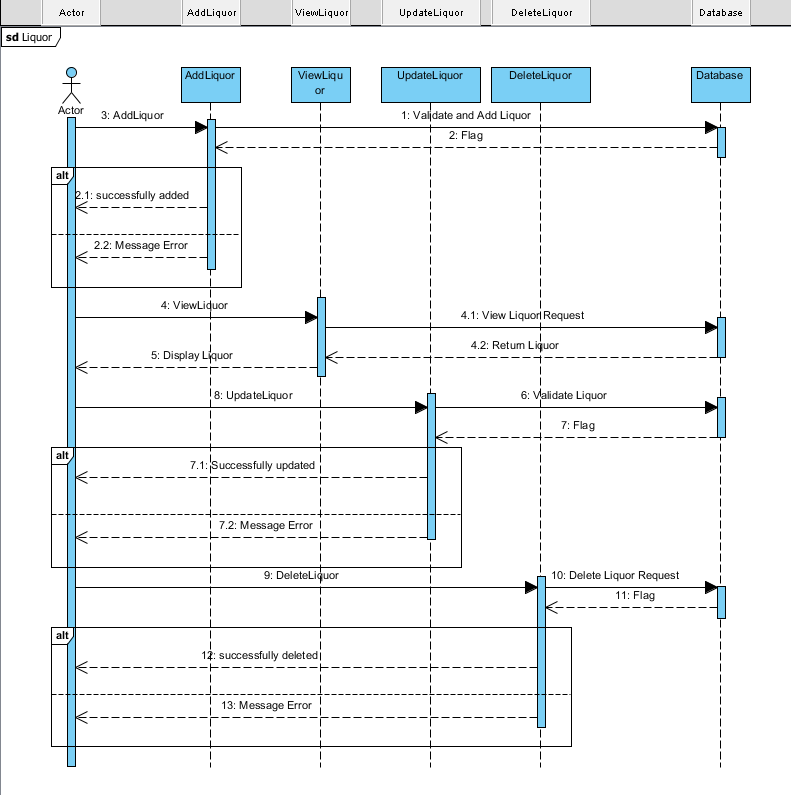 Actor AddLiquor ViewLiquor UpdateLiquor DeleteLiquor Database
sd Liquor
AddLiquor
ViewLiqu
or
UpdateLiquor
DeleteLiquor
Database
Actor
3: AddLiquor
1: Validate and Add Liquor
2: Flag
alt
2.1: successfully added
2.2: Message Error
4: ViewLiquor
4.1: View Liquor Request
4.2: Return Liquor
5: Display Liquor
8: UpdateLiquor
6: Validate Liquor
7: Flag
alt
7.1: Successfully updated
7.2: Message Error
9: DeleteLiquor
10: Delete Liquor Request
11: Flag
alt
12: successfully deleted
13: Message Error